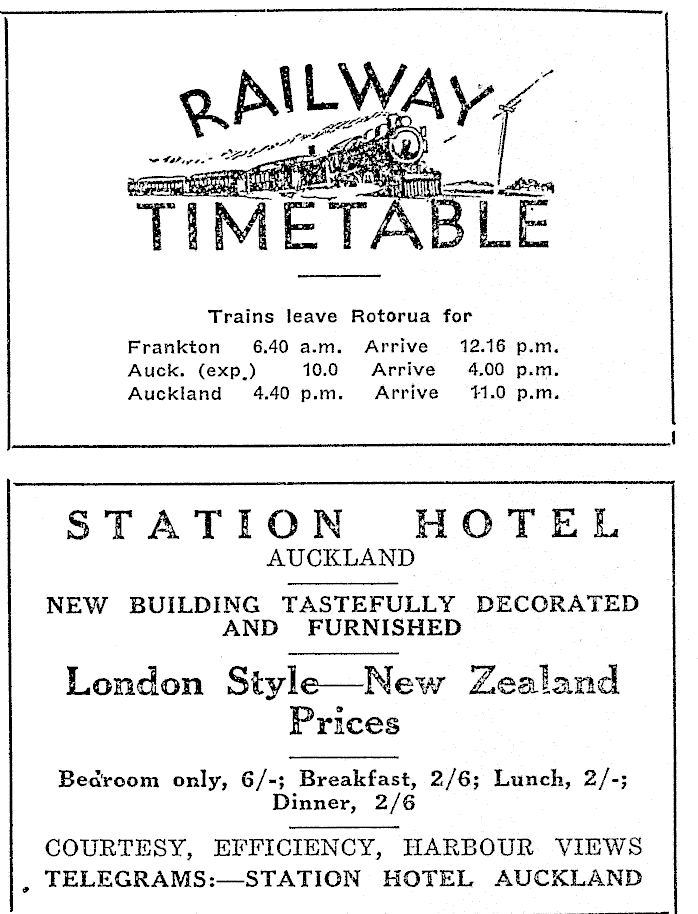 RAILWAY
TIMETABLE
Trains leave Rotorua for
Frankton 6.40 a.m. Arrive 12.16 p.m.
Auck. (exp.) 10.0 Arrive 4.00 p.m.
Auckland 4.40 p.m. Arrive 11.0 p.m.
STATION HOTEL
AUCKLAND
NEW BUILDING TASTEFULLY DECORATED
AND FURNISHED
London Style—New Zealand
Prices
Bedroom only, 6/-; Breakfast, 2/6; Lunch, 2/-;
Dinner, 2/6
COURTESY, EFFICIENCY, HARBOUR VIEWS
TELEGRAMS:—STATION HOTEL AUCKLAND